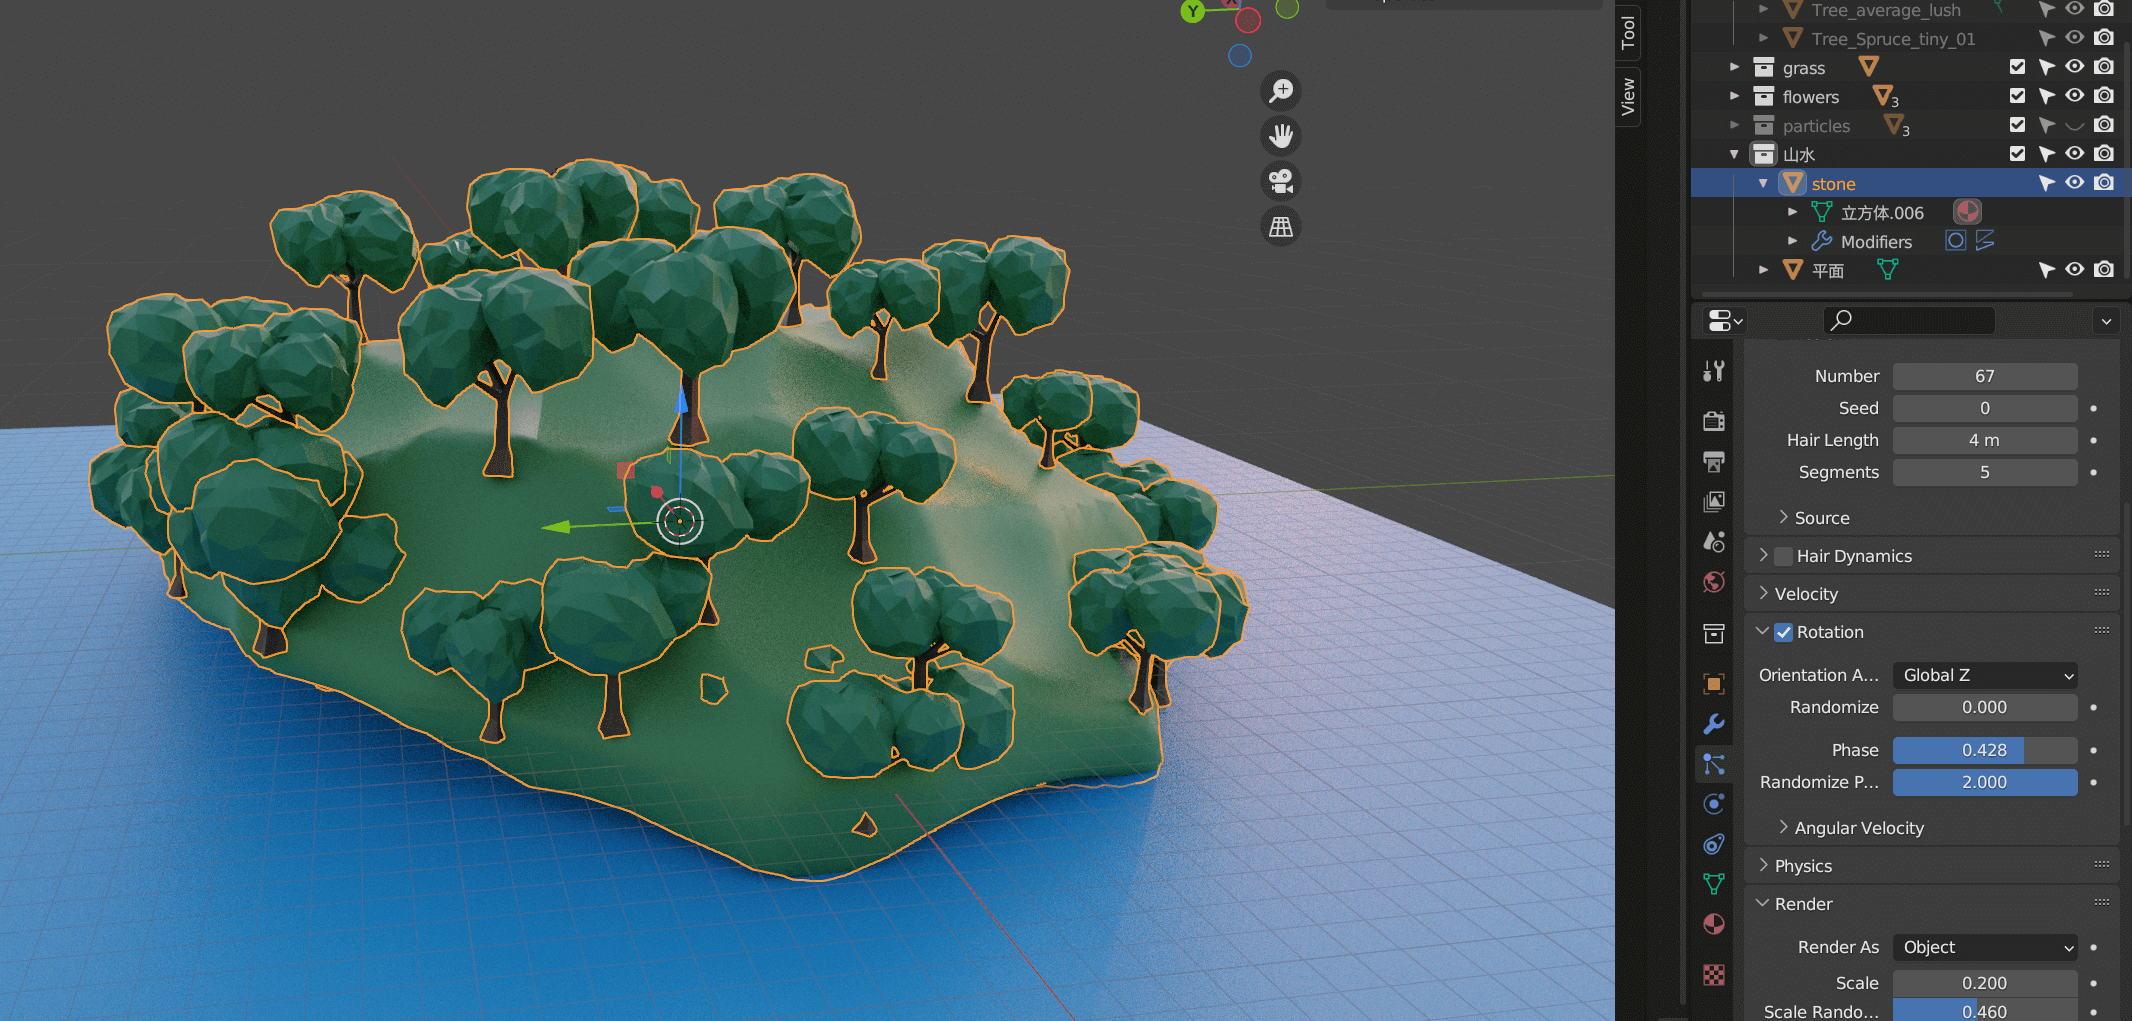 Y
X
Tool
View
Tree_average_lush
Tree_Spruce_tiny_01
grass
flowers 3
particles 3
山水
stone
立方体.006
Modifiers
平面
Number 67
Seed 0
Hair Length 4 m
Segments 5
Source
Hair Dynamics
Velocity
Rotation
Orientation A... Global Z
Randomize 0.000
Phase 0.428
Randomize P... 2.000
Angular Velocity
Physics
Render
Render As Object
Scale 0.200
Scale Rando... 0.460